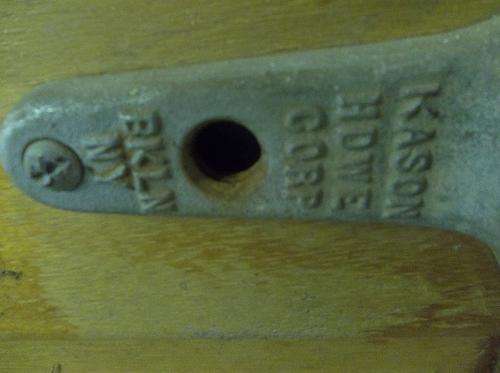 KASON
HDWE
CORP
BKLN
NY